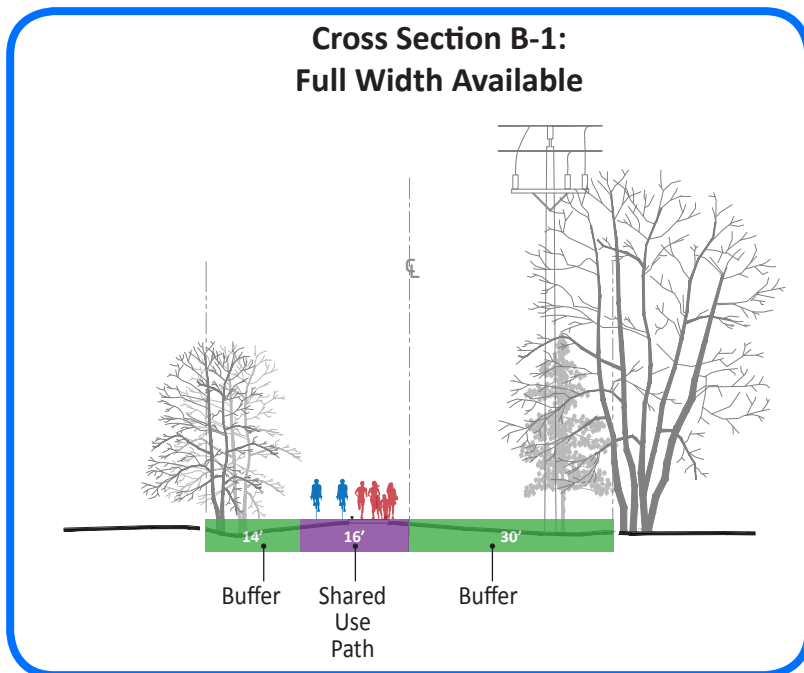 Cross Section B-1:
Full Width Available
℄
14' 16' 30'
Buffer Shared Buffer
Use
Path